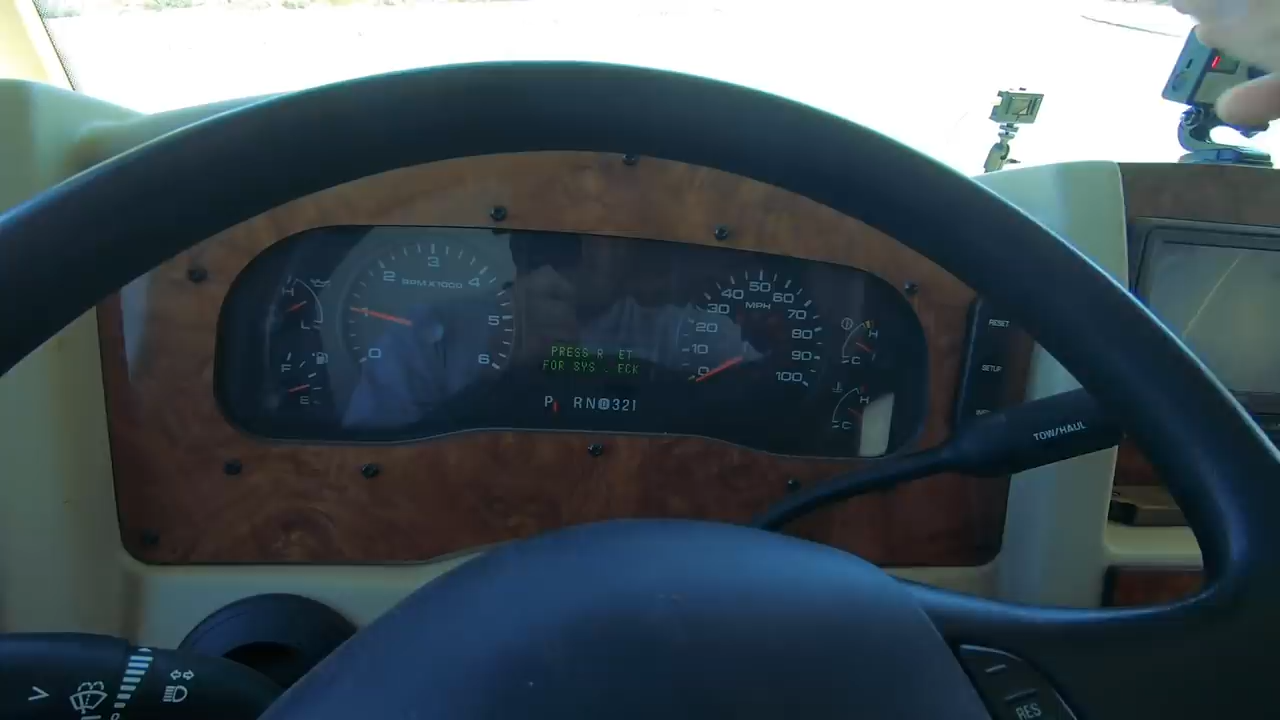 H
L
F
E
0
1
2
3
4
5
6
RPM X 1000
PRESS R ET
FOR SYS . ECK
P RN D 321
0
10
20
30
40
50
60
70
80
90
100
MPH
H
C
H
C
RESET
SETUP
TOW/HAUL
RES